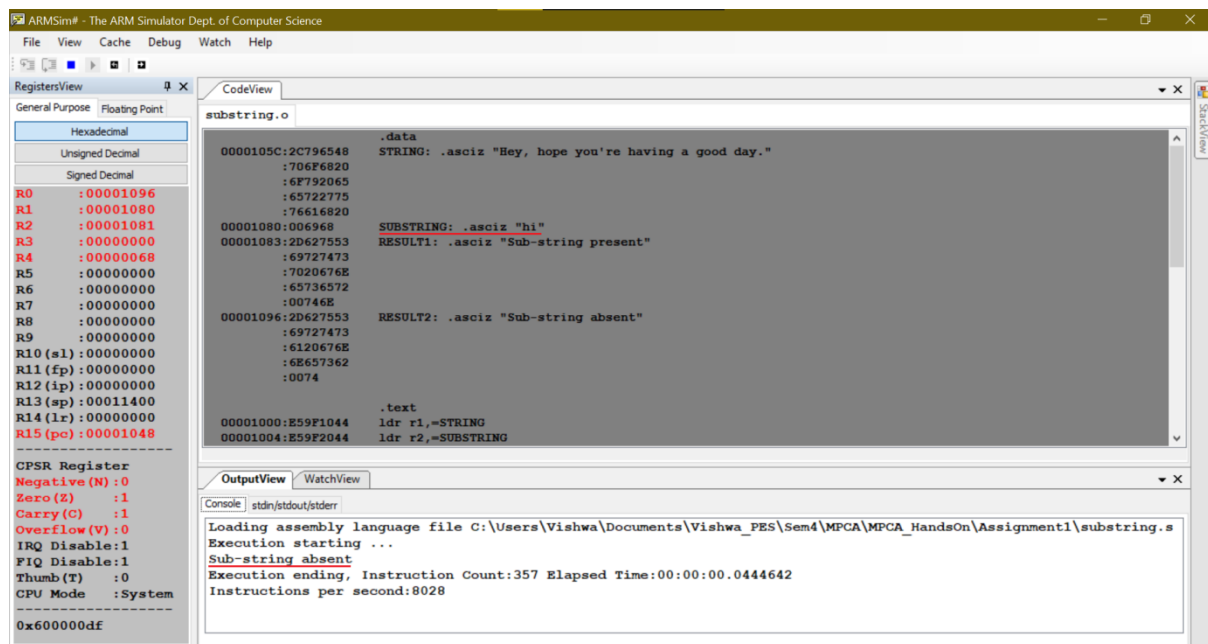 ARMSim# - The ARM Simulator Dept. of Computer Science
File View Cache Debug Watch Help
RegistersView
General Purpose Floating Point
Hexadecimal
Unsigned Decimal
Signed Decimal
R0 :00001096
R1 :00001080
R2 :00001081
R3 :00000000
R4 :00000068
R5 :00000000
R6 :00000000
R7 :00000000
R8 :00000000
R9 :00000000
R10(sl):00000000
R11(fp):00000000
R12(ip):00000000
R13(sp):00011400
R14(lr):00000000
R15(pc):00001048
CPSR Register
Negative(N):0
Zero(Z) :1
Carry(C) :1
Overflow(V):0
IRQ Disable:1
FIQ Disable:1
Thumb(T) :0
CPU Mode :System
0x600000df
CodeView
substring.o
.data
0000105C:2C796548 STRING: .asciz "Hey, hope you're having a good day."
:706F6820
:6F792065
:65722775
:76616820
00001080:006968 SUBSTRING: .asciz "hi"
00001083:2D627553 RESULT1: .asciz "Sub-string present"
:69727473
:7020676E
:65736572
:00746E
00001096:2D627553 RESULT2: .asciz "Sub-string absent"
:69727473
:6120676E
:6E657362
:0074
.text
00001000:E59F1044 ldr r1,=STRING
00001004:E59F2044 ldr r2,=SUBSTRING
OutputView WatchView
Console stdin/stdout/stderr
Loading assembly language file C:\Users\Vishwa\Documents\Vishwa_PES\Sem4\MPCA\MPCA_HandsOn\Assignment1\substring.s
Execution starting ...
Sub-string absent
Execution ending, Instruction Count:357 Elapsed Time:00:00:00.0444642
Instructions per second:8028
StackView